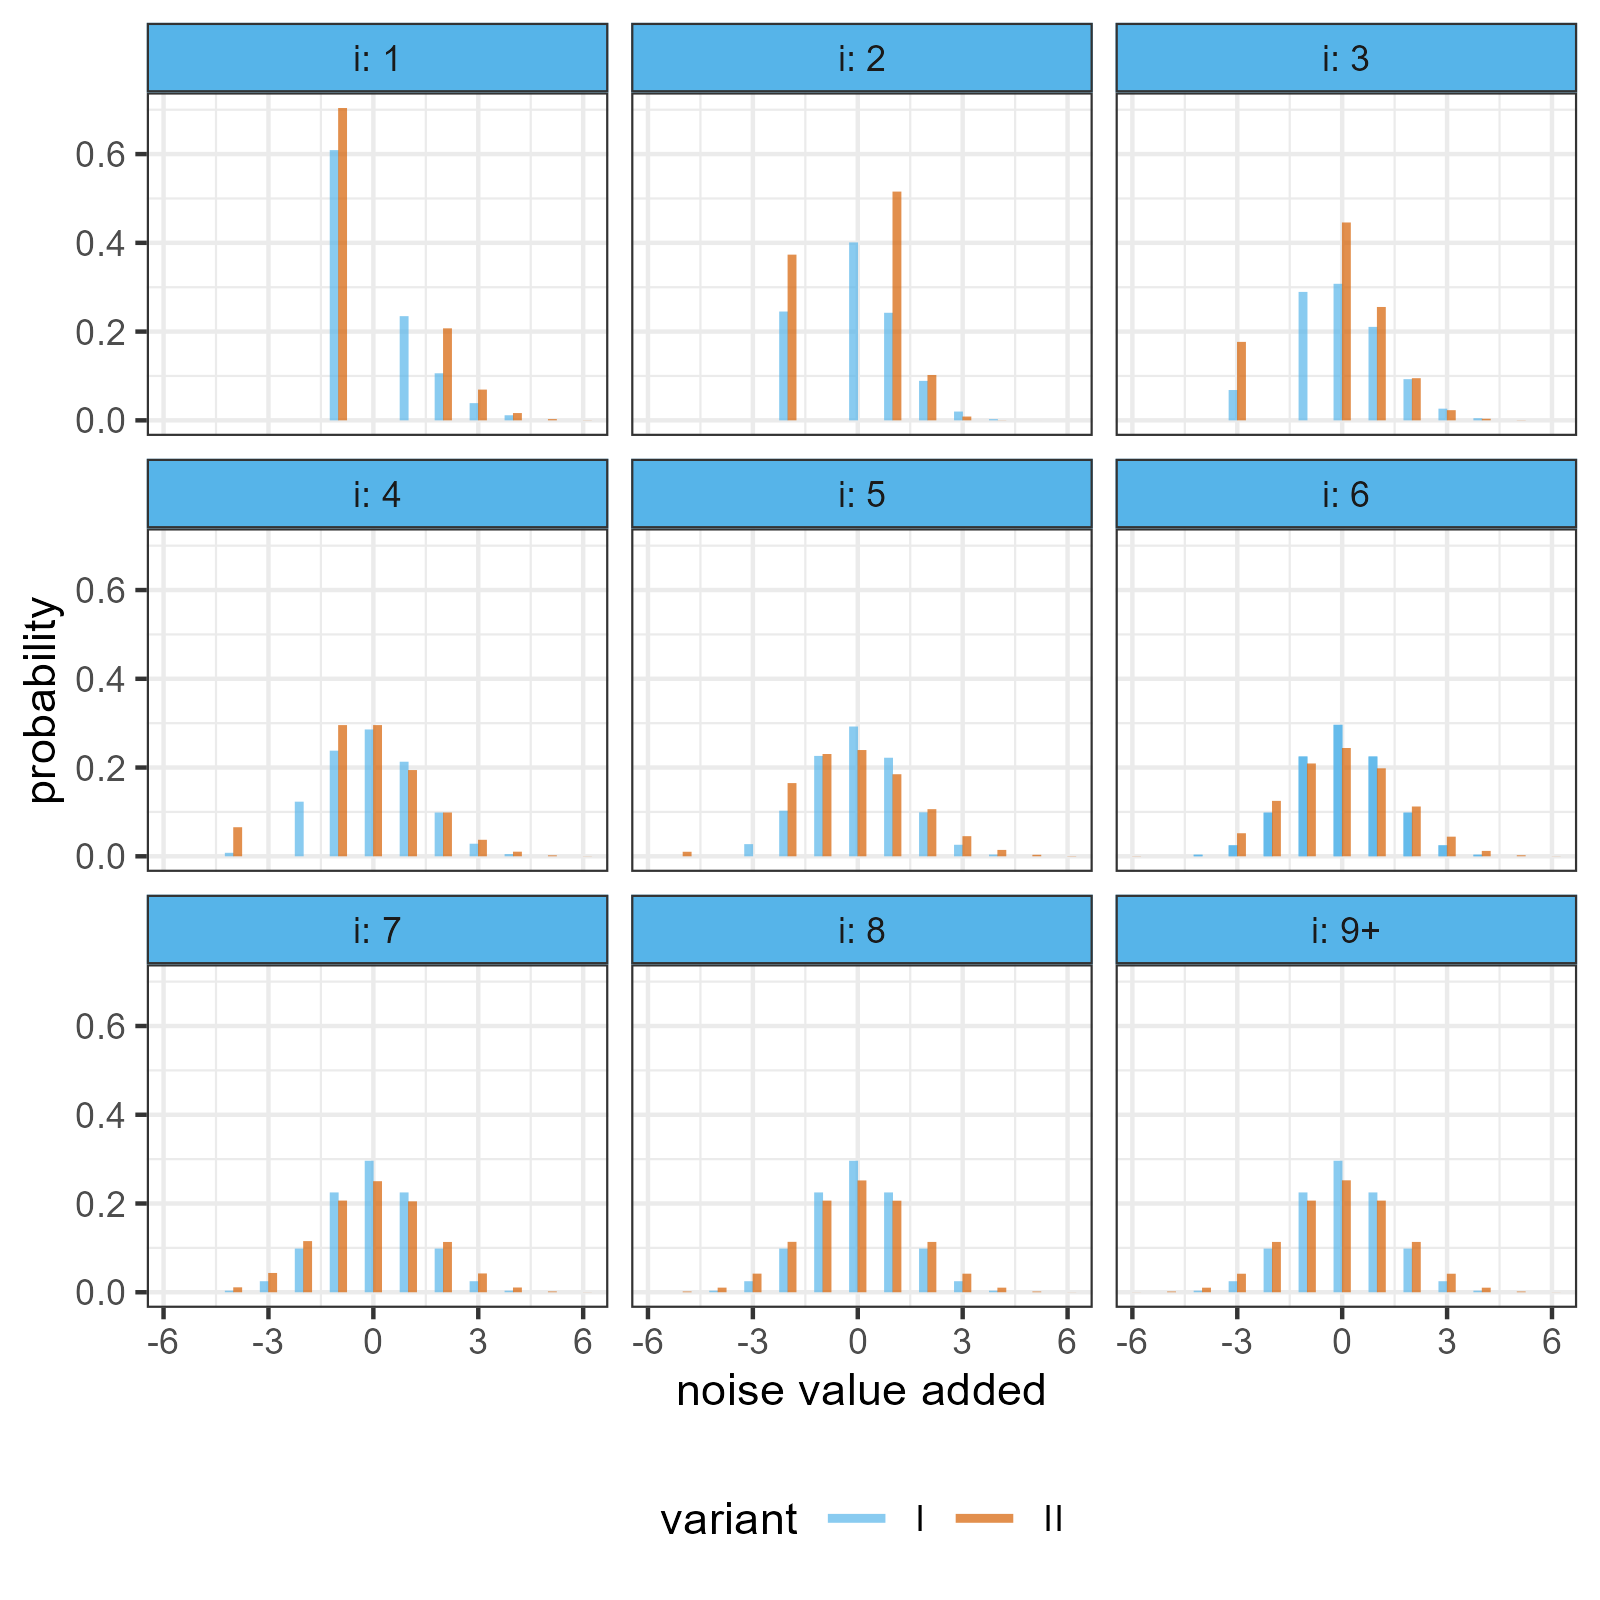 i: 1
i: 2
i: 3
0.6
0.4
0.2
0.0
i: 4
i: 5
i: 6
0.6
0.4
0.2
0.0
i: 7
i: 8
i: 9+
0.6
0.4
0.2
0.0
-6 -3 0 3 6
-6 -3 0 3 6
-6 -3 0 3 6
probability
noise value added
variant I II